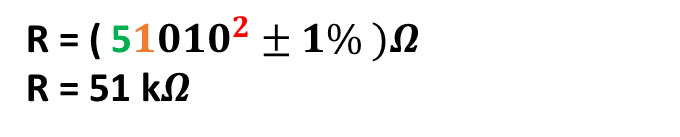 R = ( 51010² ± 1% )Ω
R = 51 kΩ